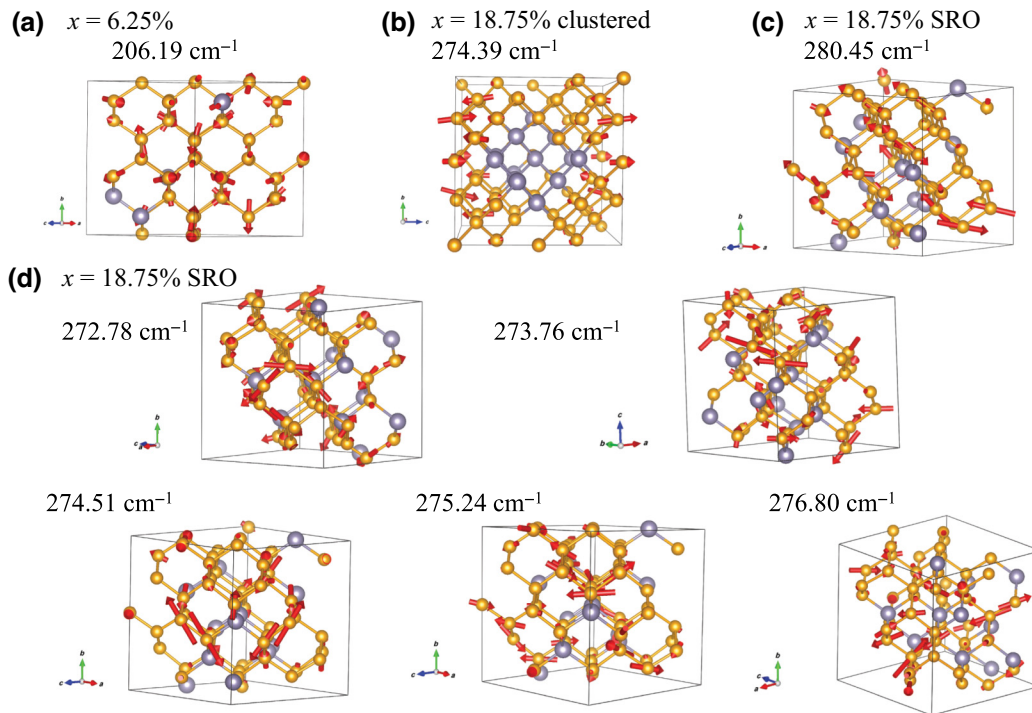 (a) x = 6.25%
206.19 cm⁻¹
(b) x = 18.75% clustered
274.39 cm⁻¹
(c) x = 18.75% SRO
280.45 cm⁻¹
b
c
a
b
c
b
c
a
(d) x = 18.75% SRO
272.78 cm⁻¹
273.76 cm⁻¹
b
c
a
c
b
a
274.51 cm⁻¹
275.24 cm⁻¹
276.80 cm⁻¹
b
c
a
b
c
a
b
c
a